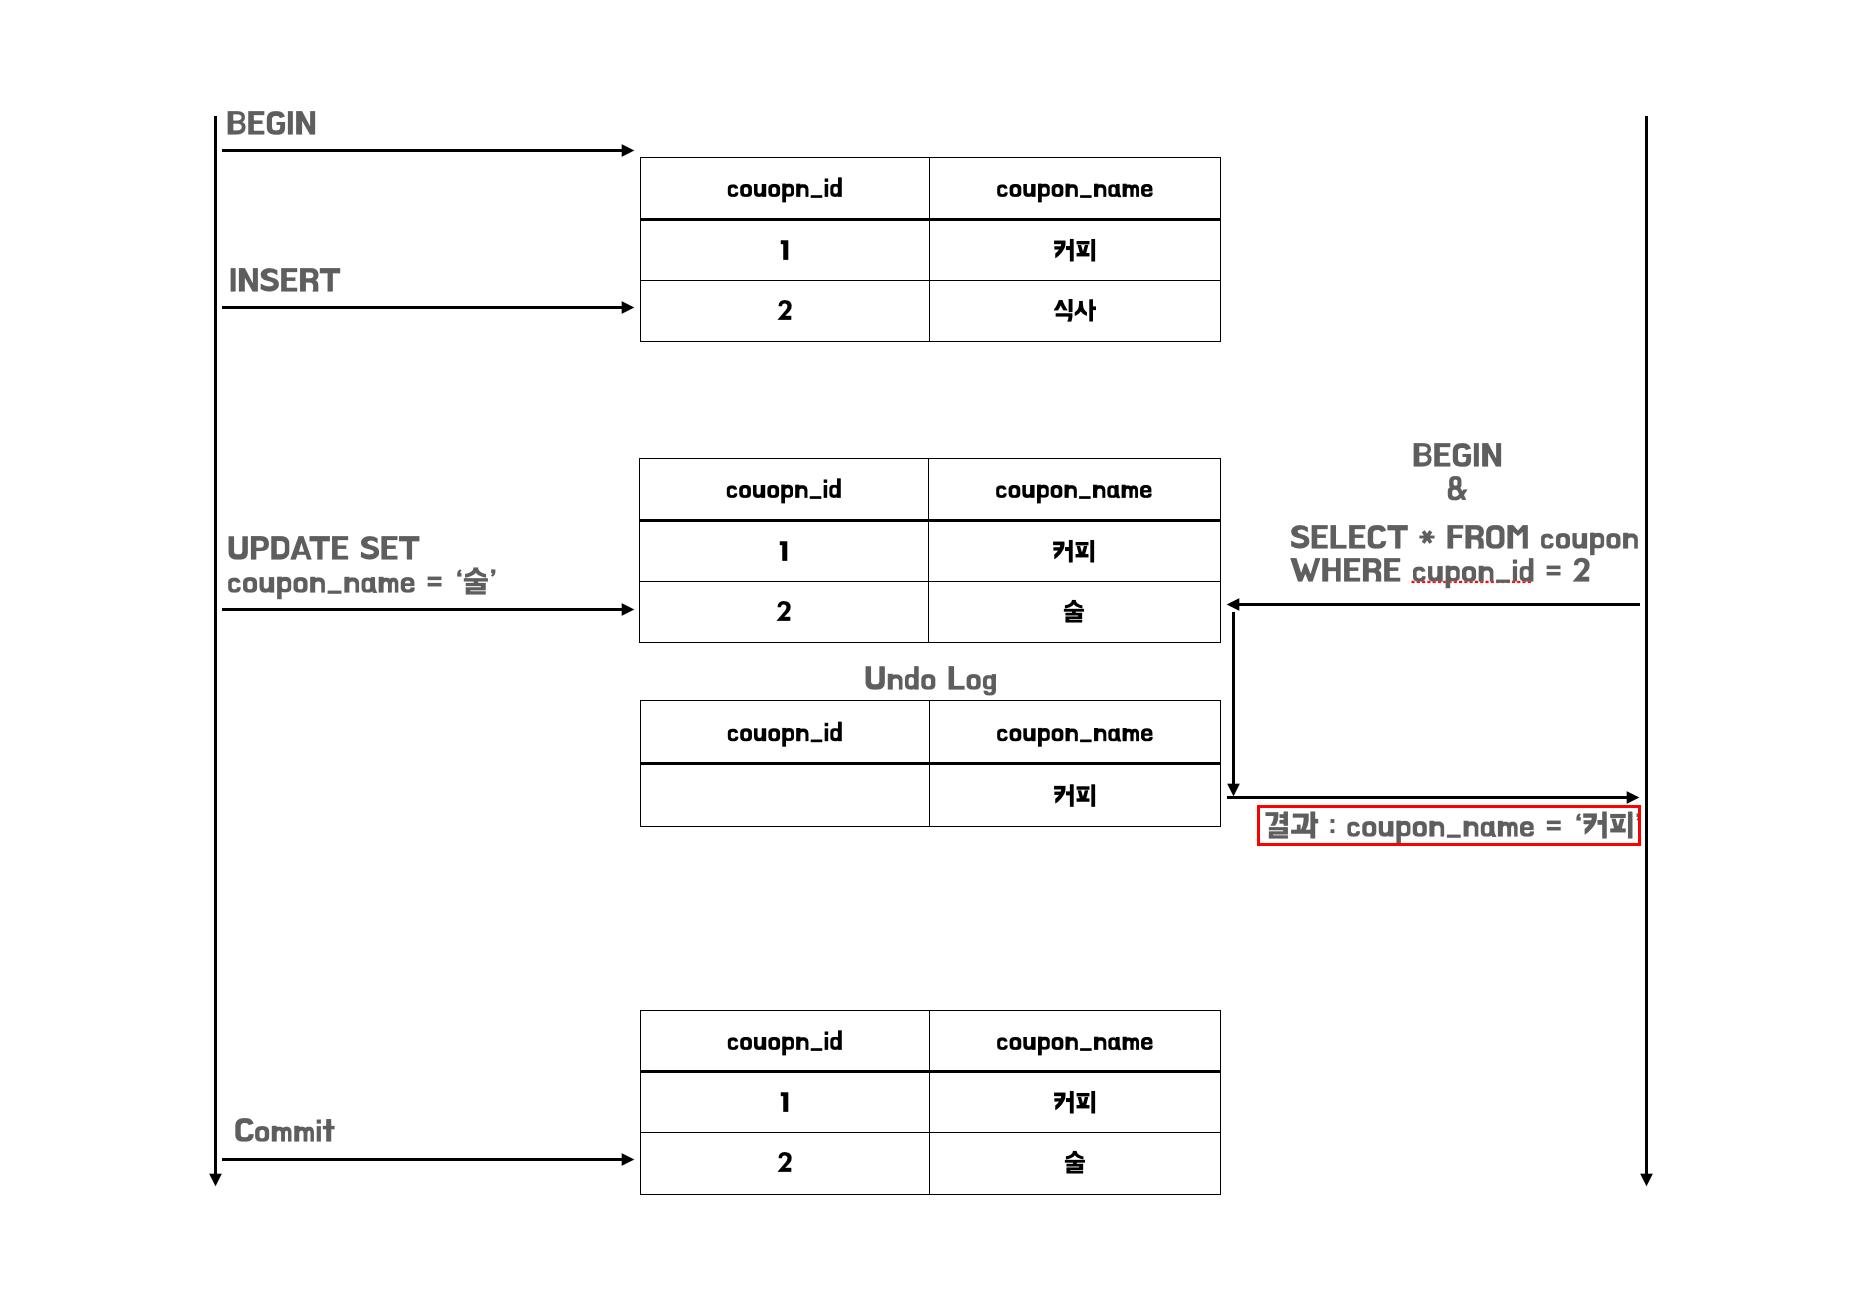 BEGIN
couopn_id coupon_name
1 커피
INSERT
2 식사
BEGIN
&
SELECT * FROM coupon
WHERE cupon_id = 2
couopn_id coupon_name
1 커피
UPDATE SET
coupon_name = ‘술’
2 술
Undo Log
couopn_id coupon_name
커피
결과 : coupon_name = ‘커피’
couopn_id coupon_name
1 커피
Commit
2 술